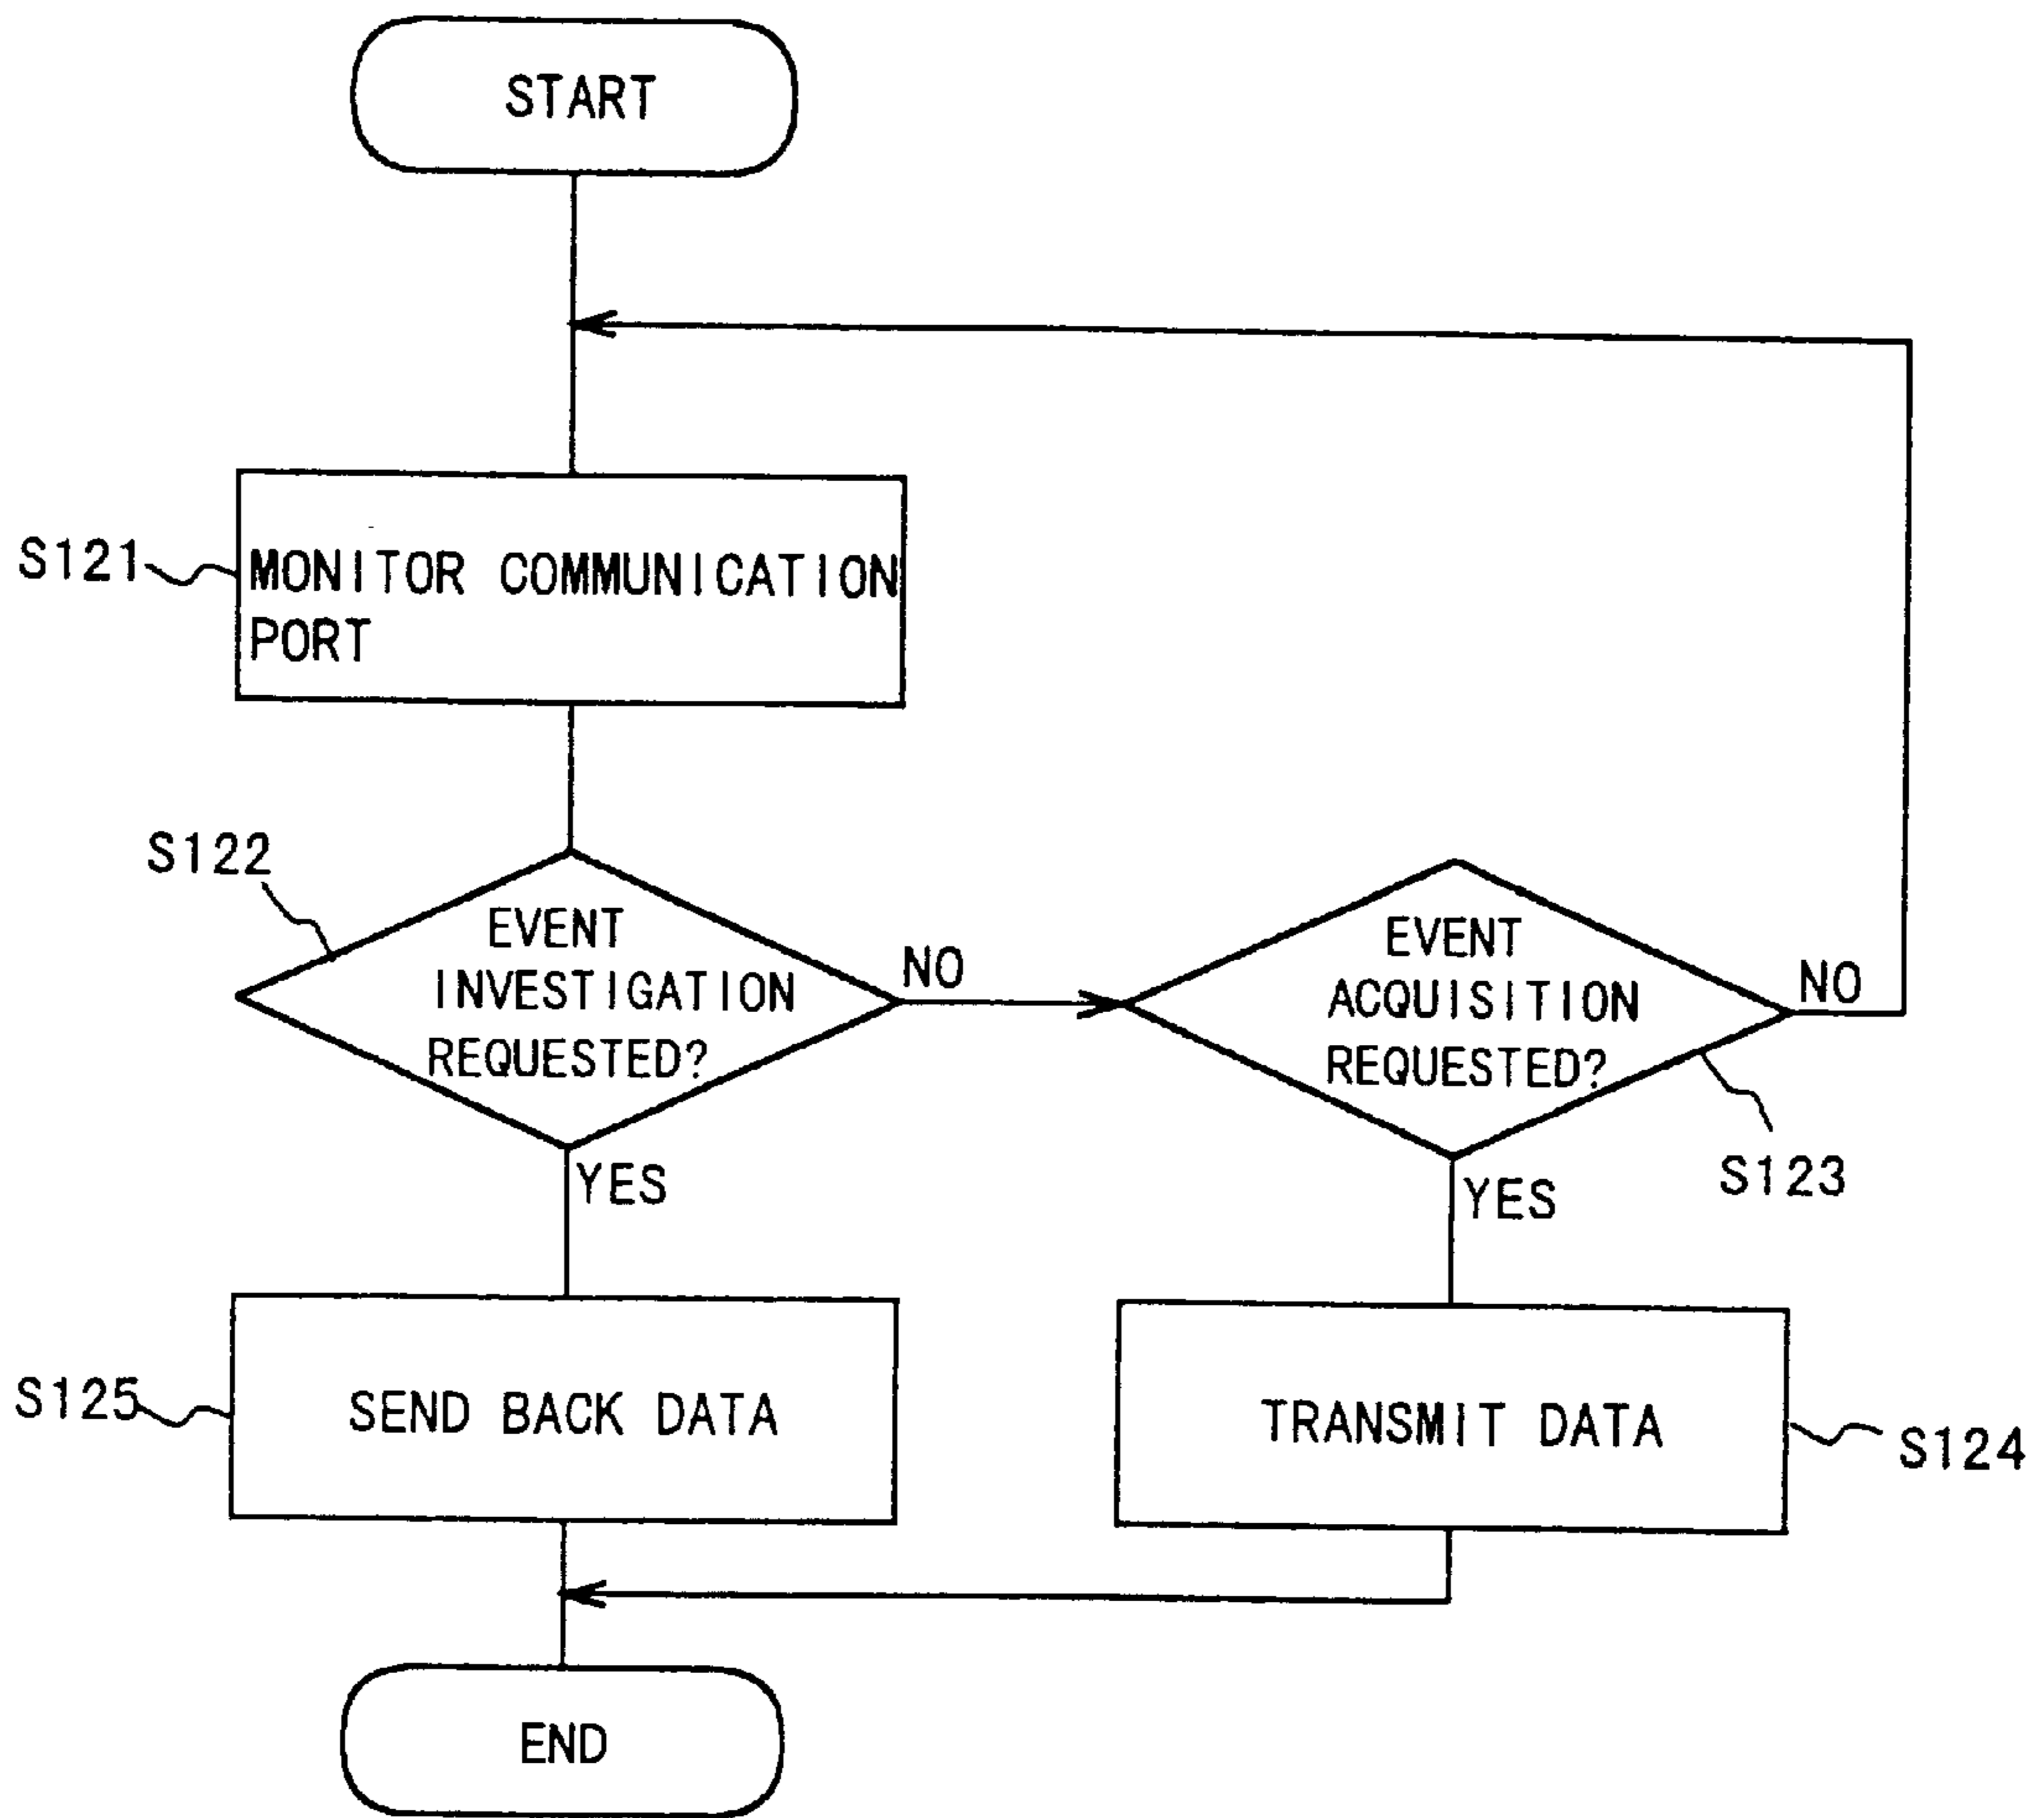 START
S121
MONITOR COMMUNICATION
PORT
S122
EVENT
INVESTIGATION
REQUESTED?
NO
EVENT
ACQUISITION
REQUESTED?
NO
S123
YES
YES
S125
SEND BACK DATA
TRANSMIT DATA
S124
END